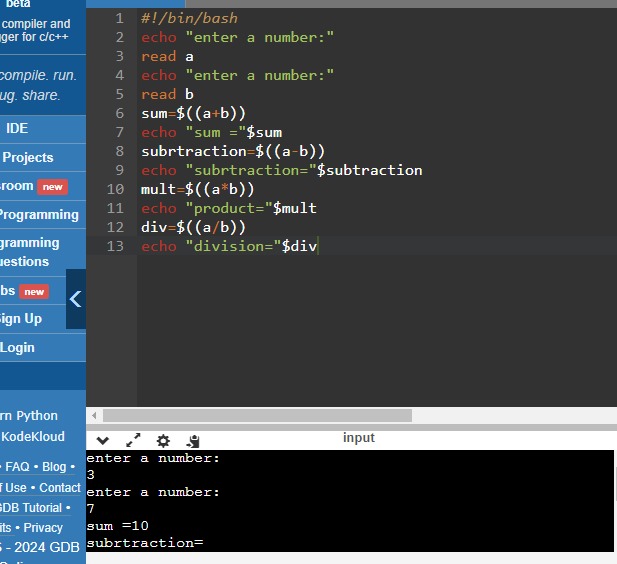 beta
compiler and
gger for c/c++
compile. run.
ug. share.
IDE
Projects
room new
Programming
gramming
uestions
bs new
ign Up
Login
rn Python
KodeKloud
• FAQ • Blog •
f Use • Contact
GDB Tutorial •
its • Privacy
- 2024 GDB
1 #!/bin/bash
2 echo "enter a number:"
3 read a
4 echo "enter a number:"
5 read b
6 sum=$((a+b))
7 echo "sum ="$sum
8 subrtraction=$((a-b))
9 echo "subrtraction="$subtraction
10 mult=$((a*b))
11 echo "product="$mult
12 div=$((a/b))
13 echo "division="$div
input
enter a number:
3
enter a number:
7
sum =10
subrtraction=